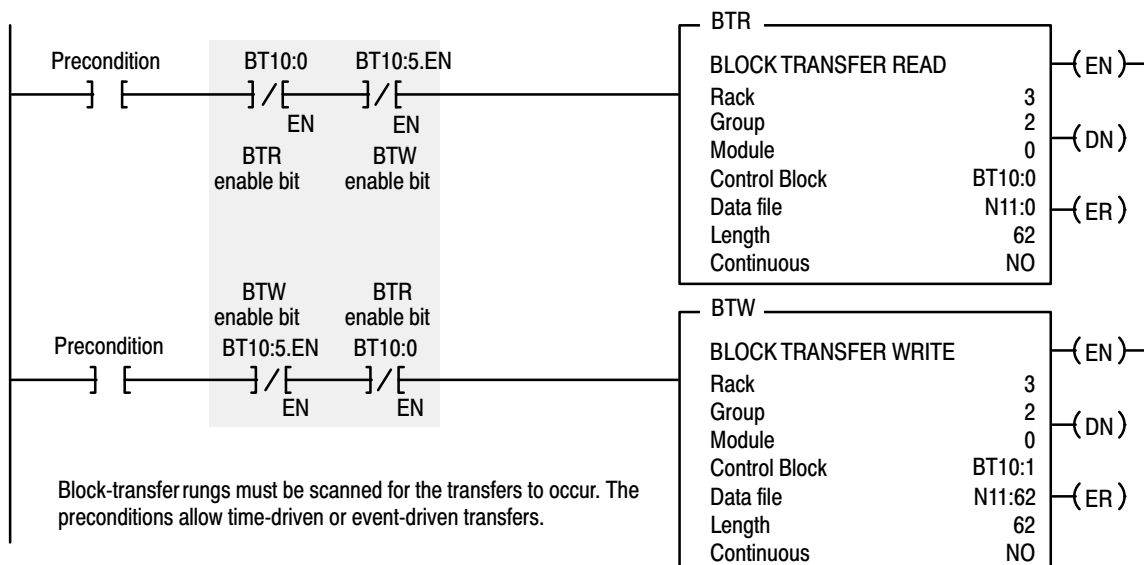 BTR
Precondition BT10:0 BT10:5.EN
BLOCK TRANSFER READ
EN EN
BTR enable bit
BTW enable bit
Rack 3
Group 2
Module 0
Control Block BT10:0
Data file N11:0
Length 62
Continuous NO
EN
DN
ER
BTW enable bit
BTR enable bit
BTW
Precondition BT10:5.EN BT10:0
EN EN
BLOCK TRANSFER WRITE
Rack 3
Group 2
Module 0
Control Block BT10:1
Data file N11:62
Length 62
Continuous NO
EN
DN
ER
Block-transfer rungs must be scanned for the transfers to occur. The
preconditions allow time-driven or event-driven transfers.